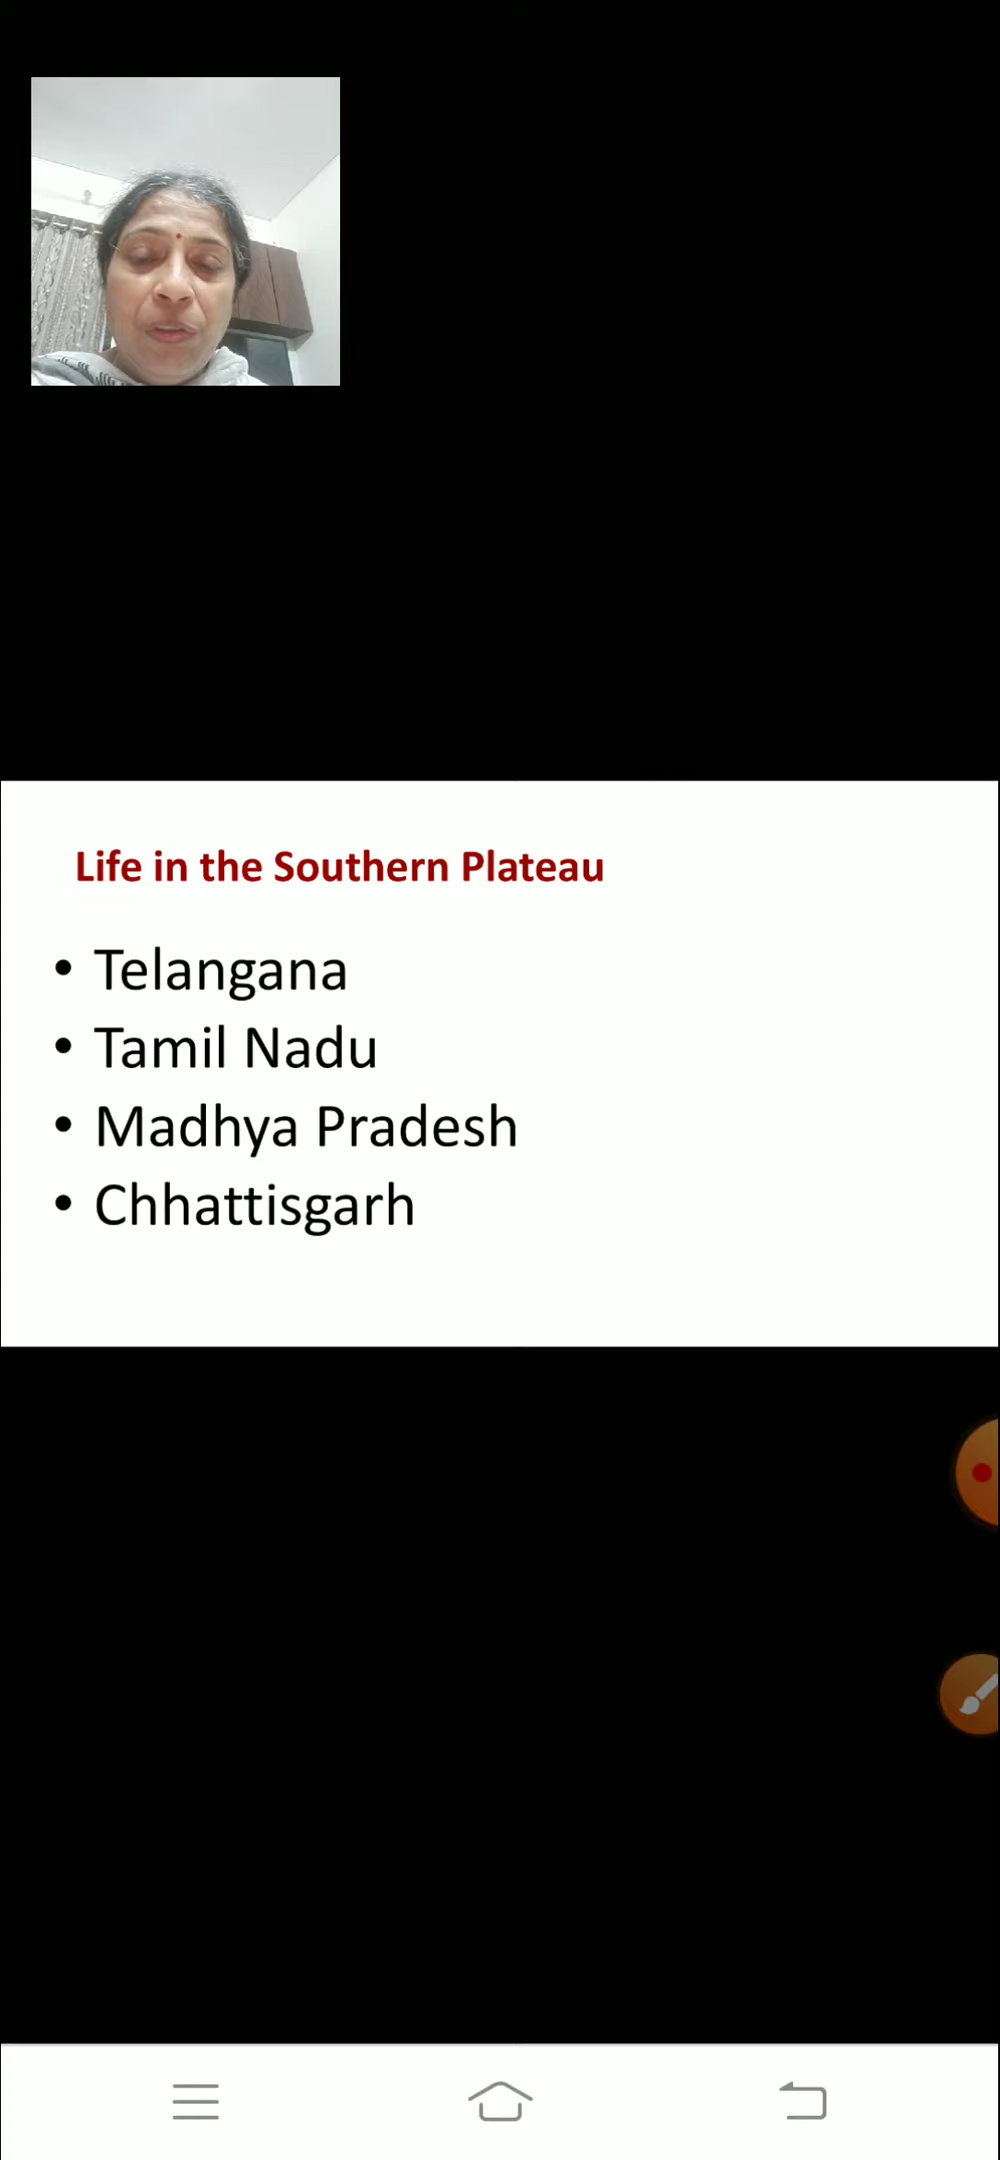 Life in the Southern Plateau
• Telangana
• Tamil Nadu
• Madhya Pradesh
• Chhattisgarh